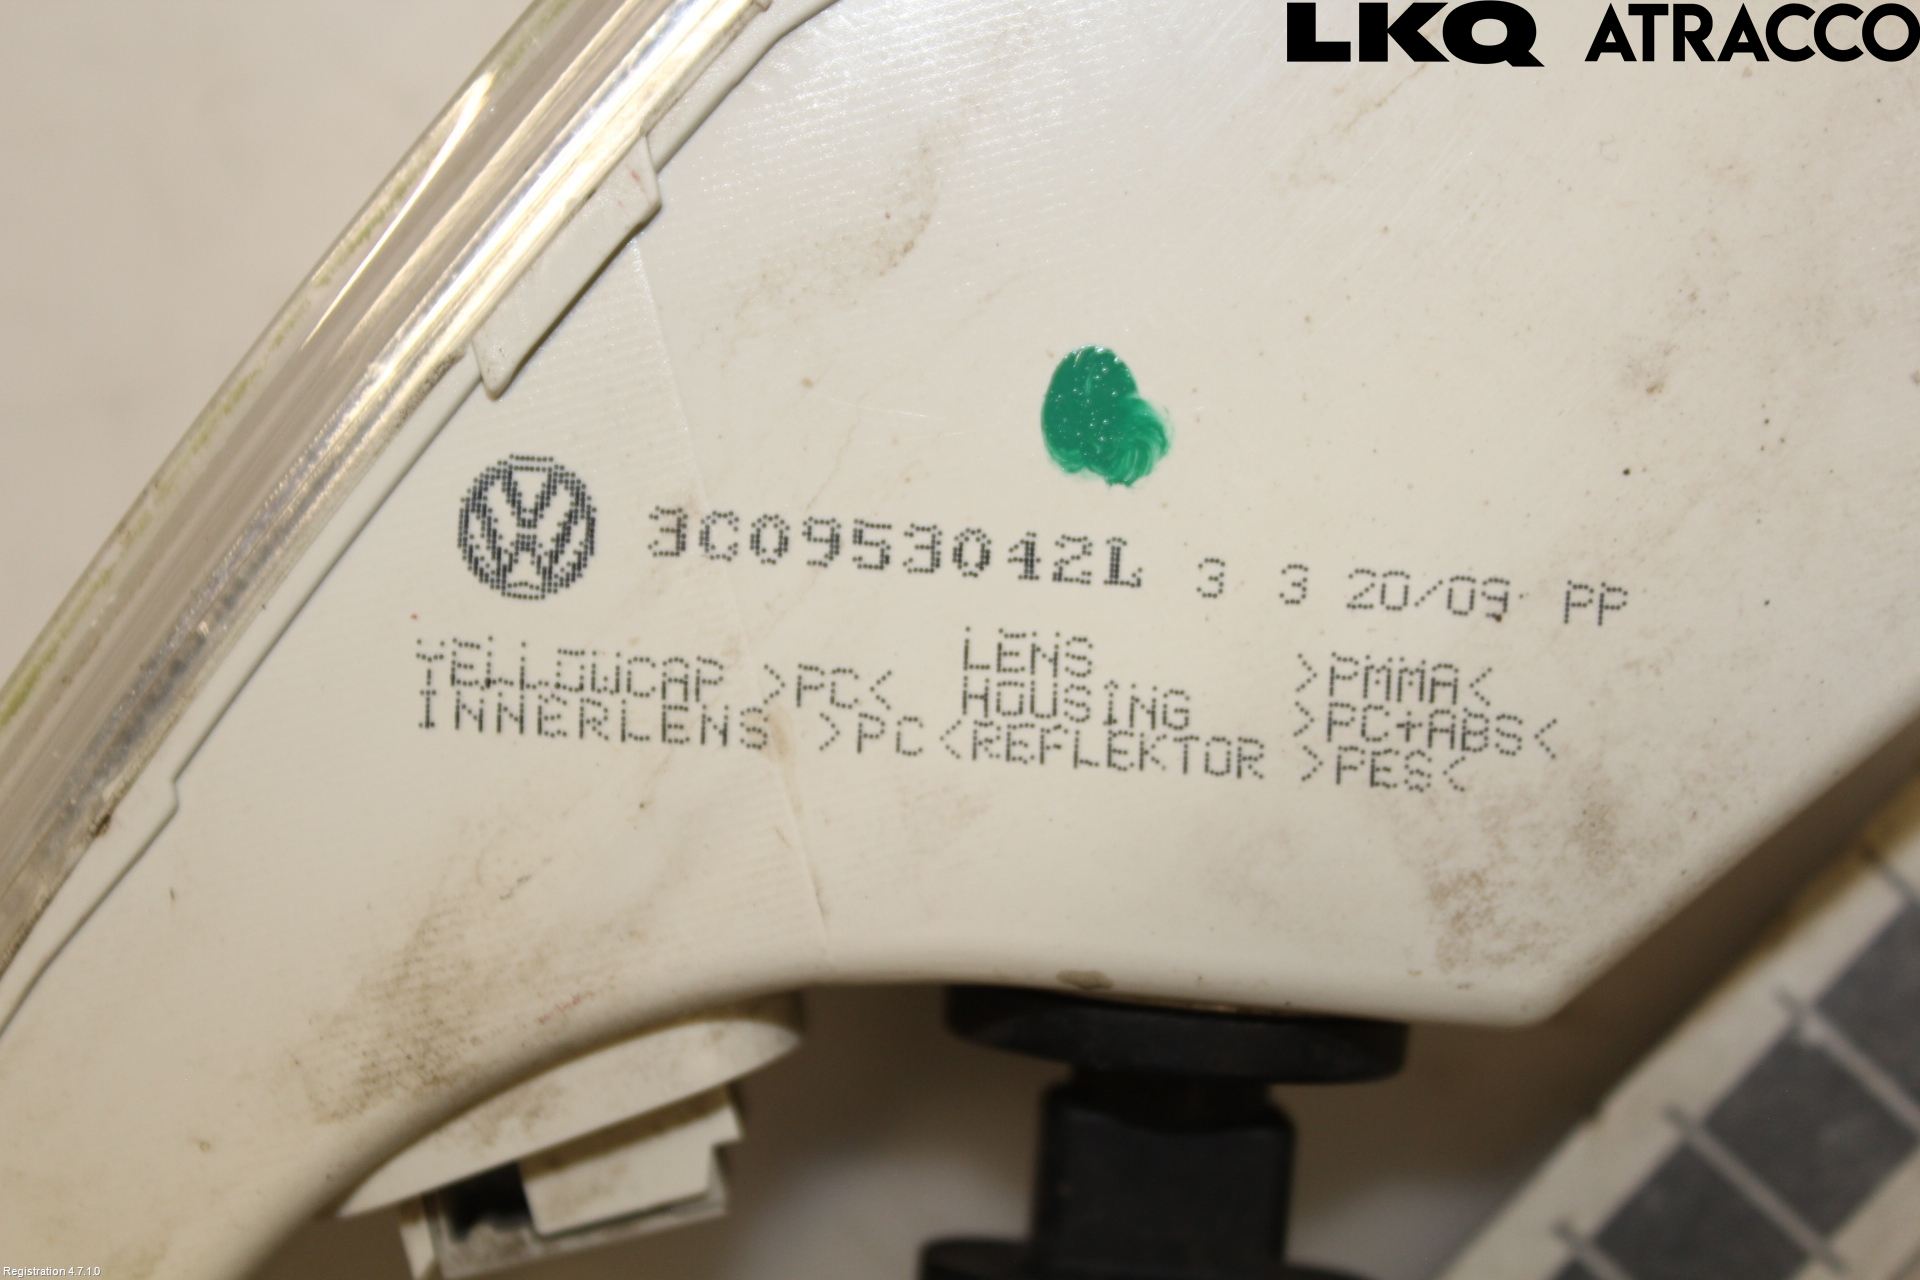 LKQ ATRACCO
3C0953042L 3 3 20/09 PP
YELLOWCAP >PC< LENS >PMMA<
HOUSING >PC+ABS<
INNERLENS >PC< REFLEKTOR >PES<
Registration 4.7.1.0